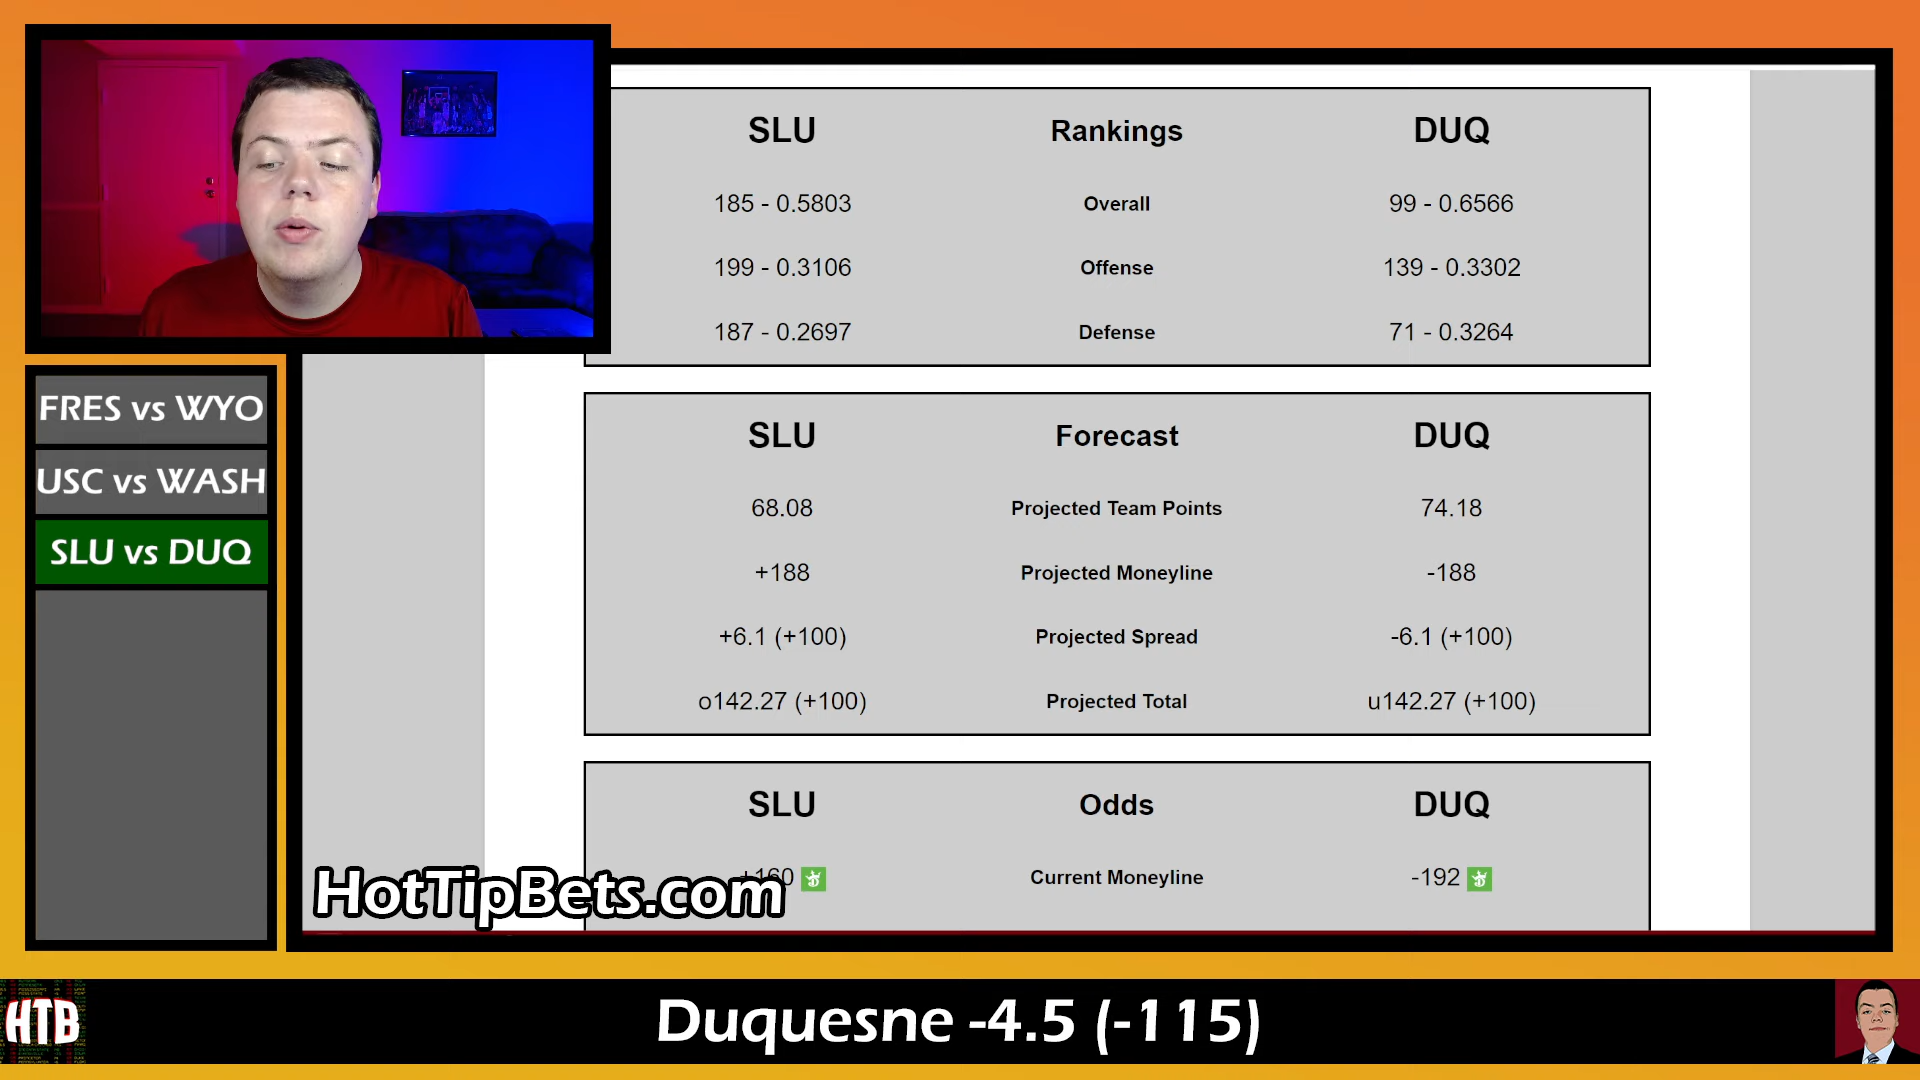 SLU Rankings DUQ
185 - 0.5803 Overall 99 - 0.6566
199 - 0.3106 Offense 139 - 0.3302
187 - 0.2697 Defense 71 - 0.3264
FRES vs WYO
USC vs WASH
SLU vs DUQ
SLU Forecast DUQ
68.08 Projected Team Points 74.18
+188 Projected Moneyline -188
+6.1 (+100) Projected Spread -6.1 (+100)
o142.27 (+100) Projected Total u142.27 (+100)
SLU Odds DUQ
+160 Current Moneyline -192
HotTipBets.com
HTB
Duquesne -4.5 (-115)